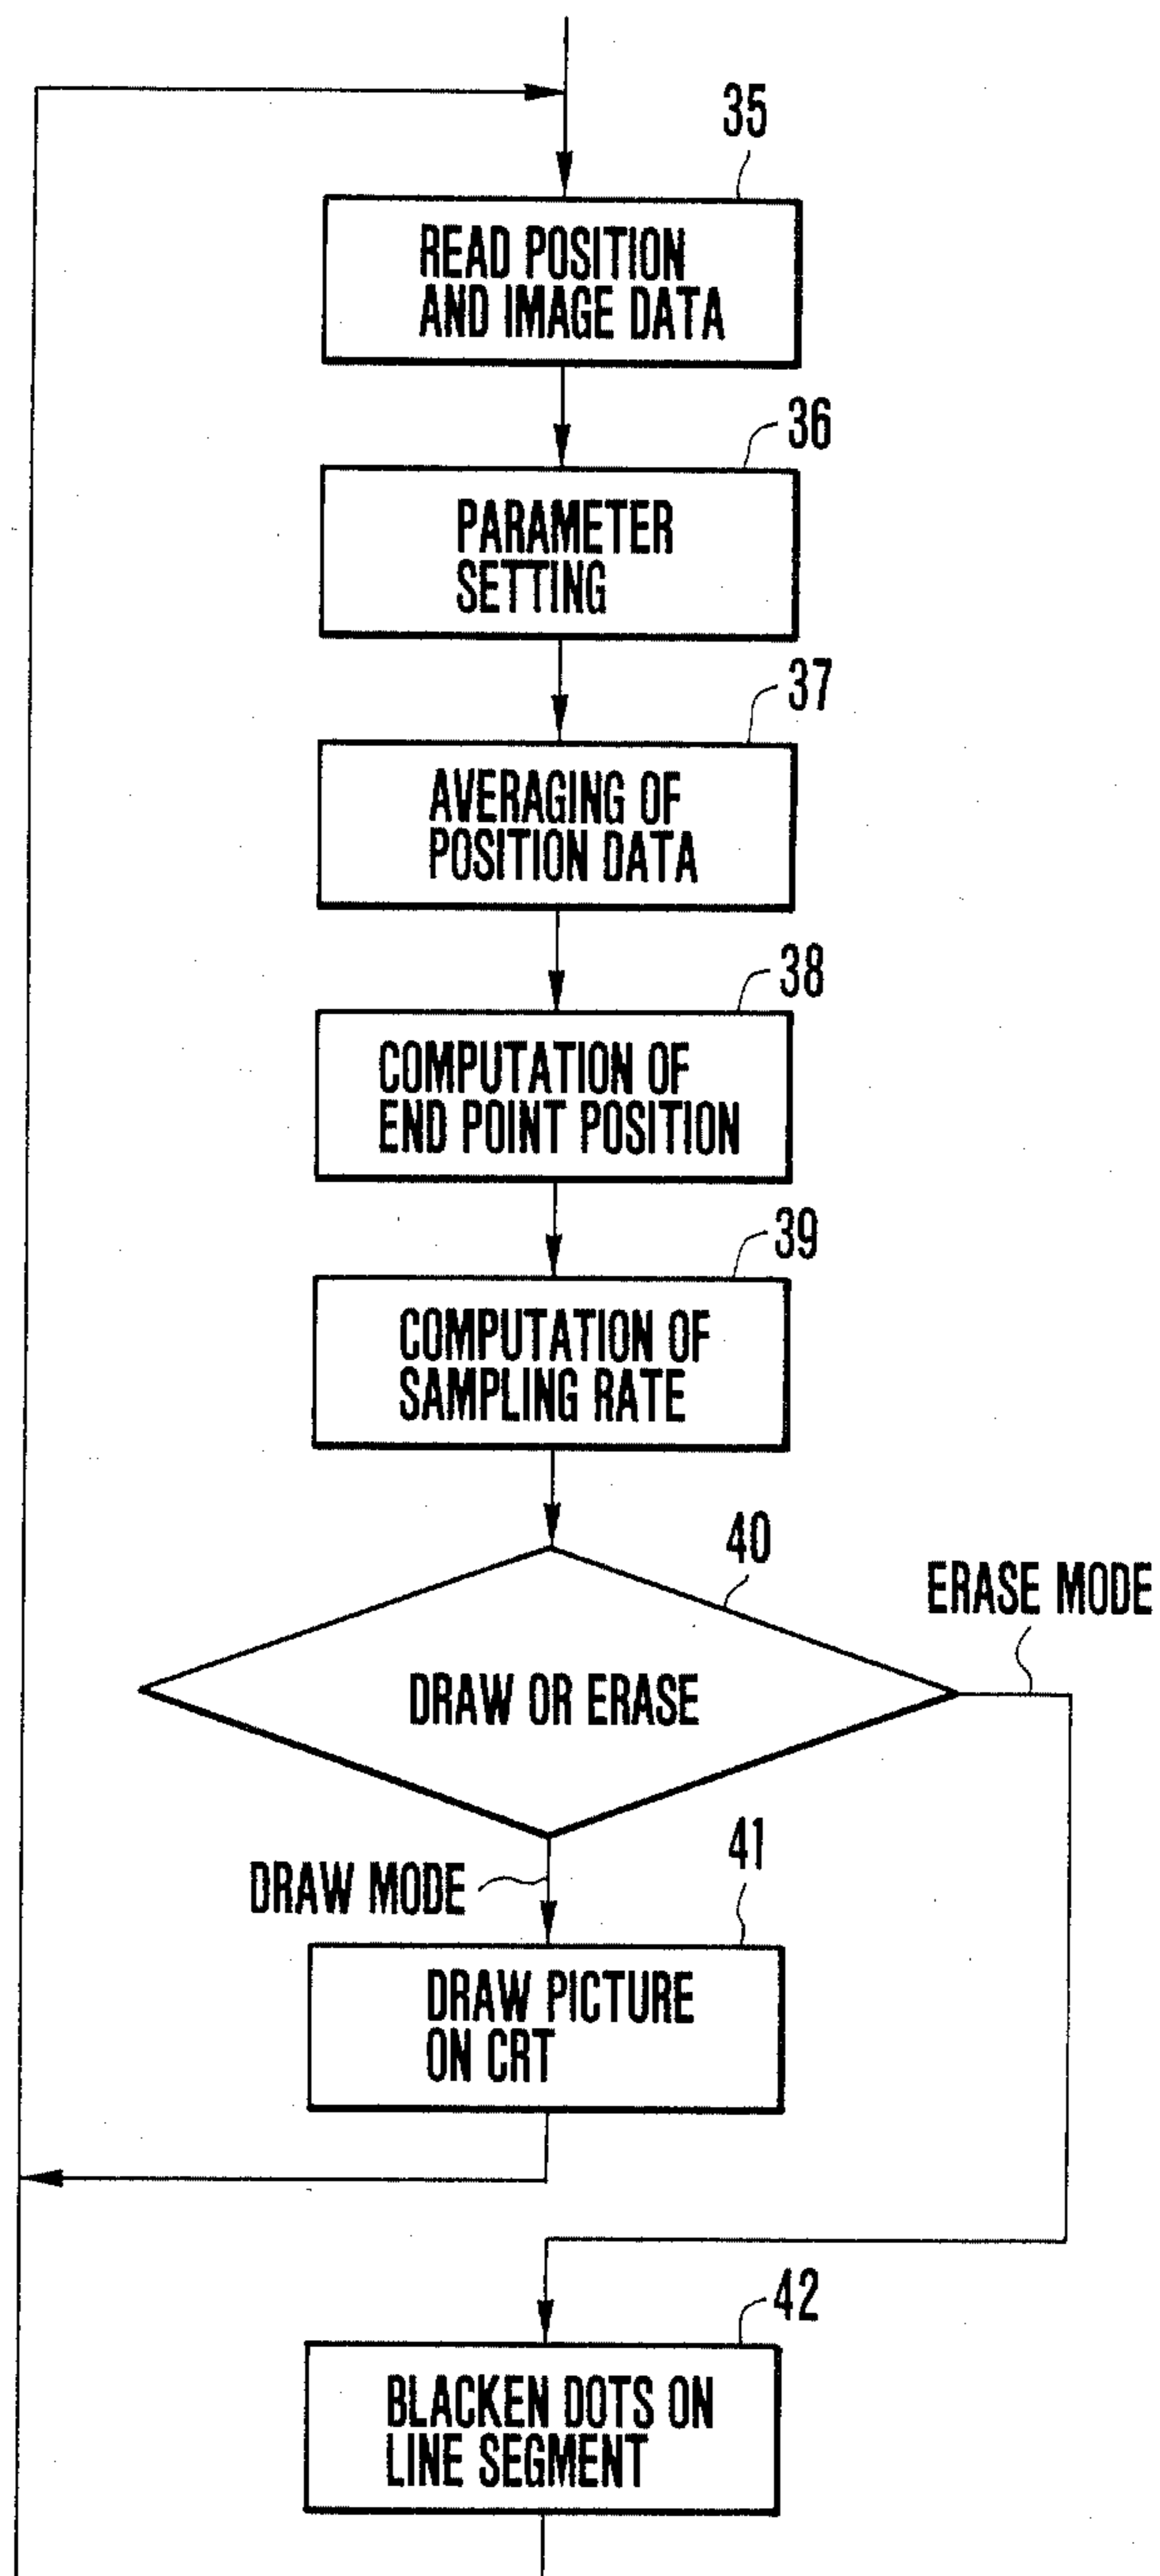 35
READ POSITION
AND IMAGE DATA
36
PARAMETER
SETTING
37
AVERAGING OF
POSITION DATA
38
COMPUTATION OF
END POINT POSITION
39
COMPUTATION OF
SAMPLING RATE
40
ERASE MODE
DRAW OR ERASE
41
DRAW MODE
DRAW PICTURE
ON CRT
42
BLACKEN DOTS ON
LINE SEGMENT